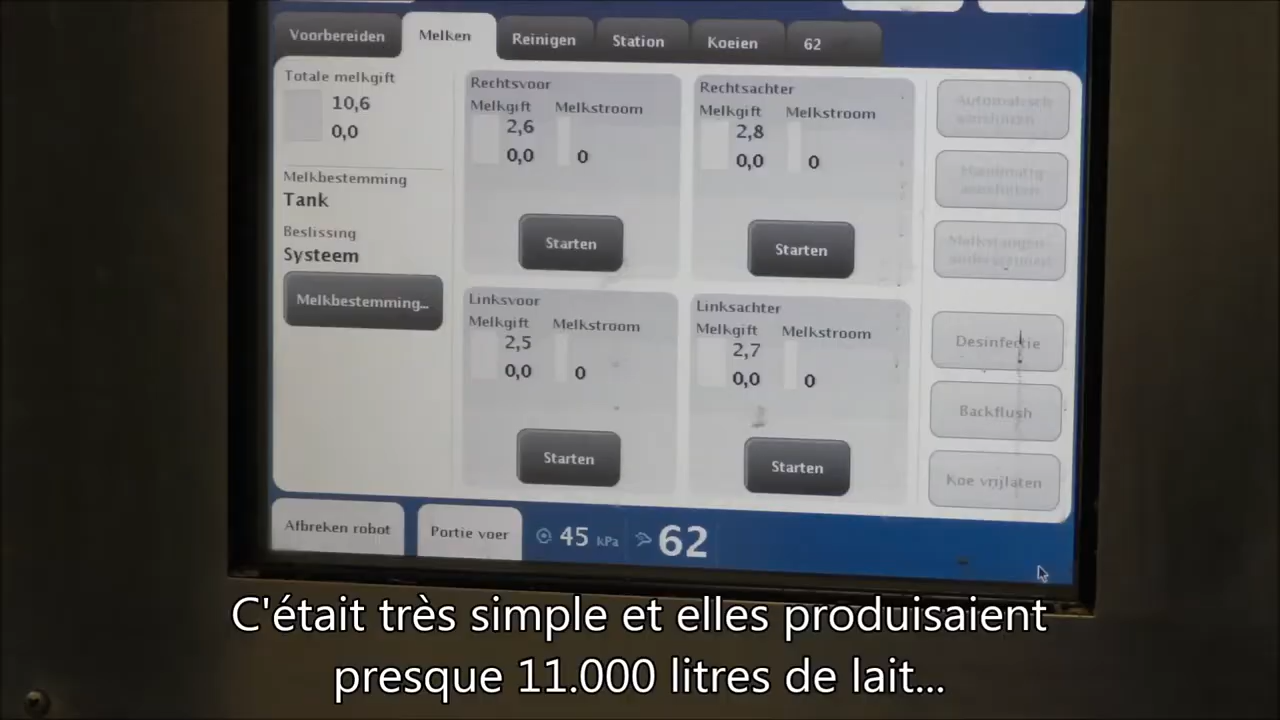 Voorbereiden
Melken
Reinigen
Station
Koeien
62
Totale melkgift
10,6
0,0
Melkbestemming
Tank
Beslissing
Systeem
Melkbestemming...
Rechtsvoor
Melkgift Melkstroom
2,6
0,0 0
Starten
Rechtsachter
Melkgift Melkstroom
2,8
0,0 0
Starten
Linksvoor
Melkgift Melkstroom
2,5
0,0 0
Starten
Linksachter
Melkgift Melkstroom
2,7
0,0 0
Starten
Automatisch
aansluiten
Handmatig
aansluiten
Desinfectie
Backflush
Koe vrijlaten
Afbreken robot
Portie voer
45 kPa
62
C'était très simple et elles produisaient
presque 11.000 litres de lait...